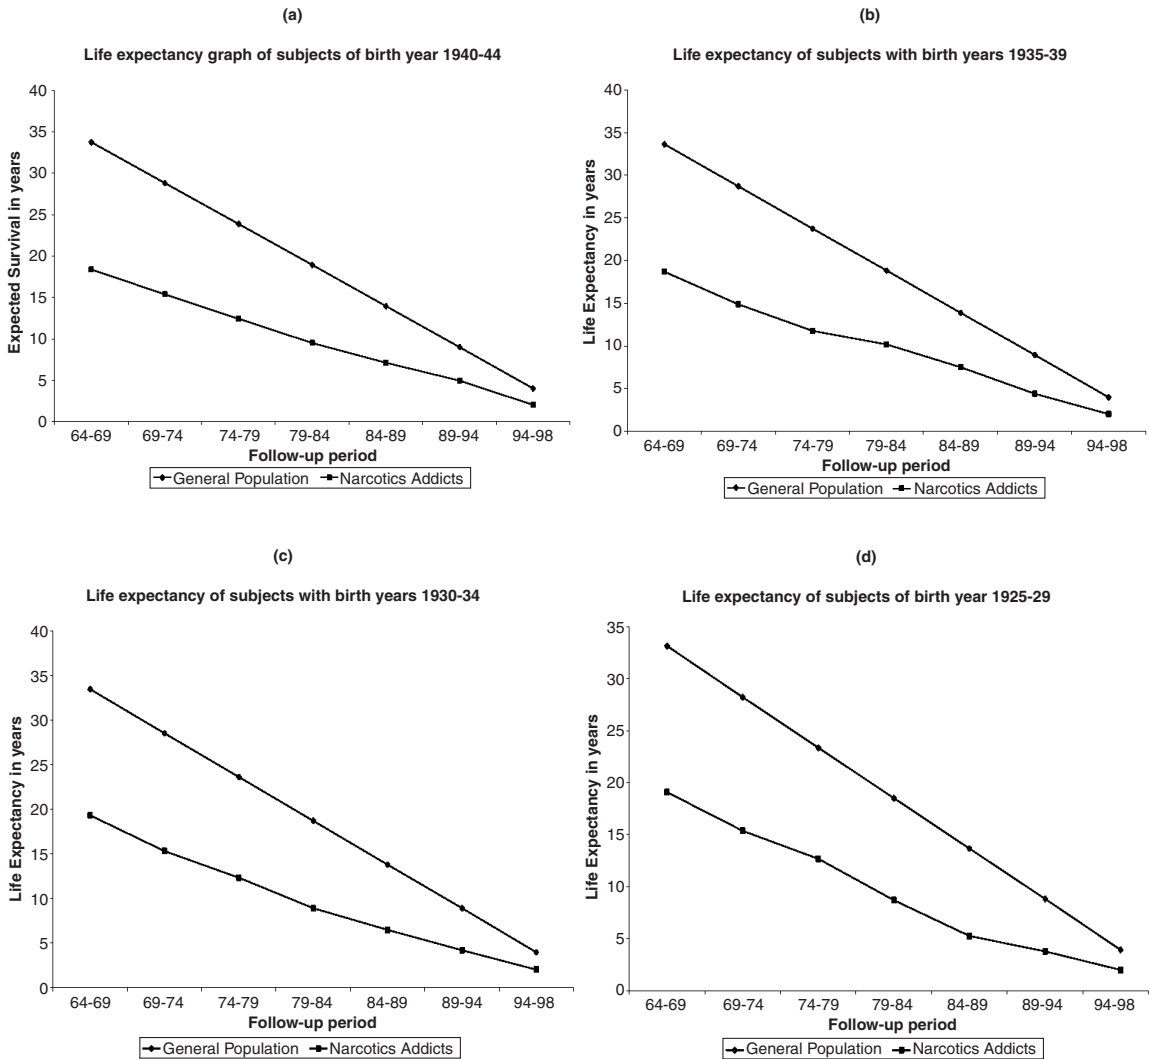 (a)
Life expectancy graph of subjects of birth year 1940-44
Expected Survival in years
40
35
30
25
20
15
10
5
0
64-69 69-74 74-79 79-84 84-89 89-94 94-98
Follow-up period
General Population Narcotics Addicts
(b)
Life expectancy of subjects with birth years 1935-39
Life Expectancy in years
40
35
30
25
20
15
10
5
0
64-69 69-74 74-79 79-84 84-89 89-94 94-98
Follow-up period
General Population Narcotics Addicts
(c)
Life expectancy of subjects with birth years 1930-34
Life Expectancy in years
40
35
30
25
20
15
10
5
0
64-69 69-74 74-79 79-84 84-89 89-94 94-98
Follow-up period
General Population Narcotics Addicts
(d)
Life expectancy of subjects of birth year 1925-29
Life Expectancy in years
35
30
25
20
15
10
5
0
64-69 69-74 74-79 79-84 84-89 89-94 94-98
Follow-up period
General Population Narcotics Addicts